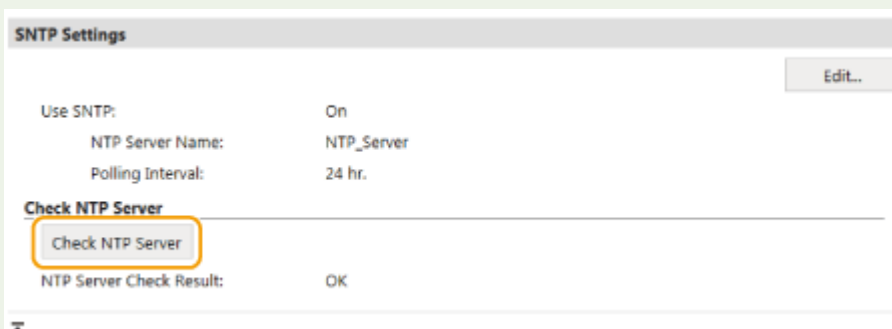 SNTP Settings
Edit...
Use SNTP: On
NTP Server Name: NTP_Server
Polling Interval: 24 hr.
Check NTP Server
Check NTP Server
NTP Server Check Result: OK